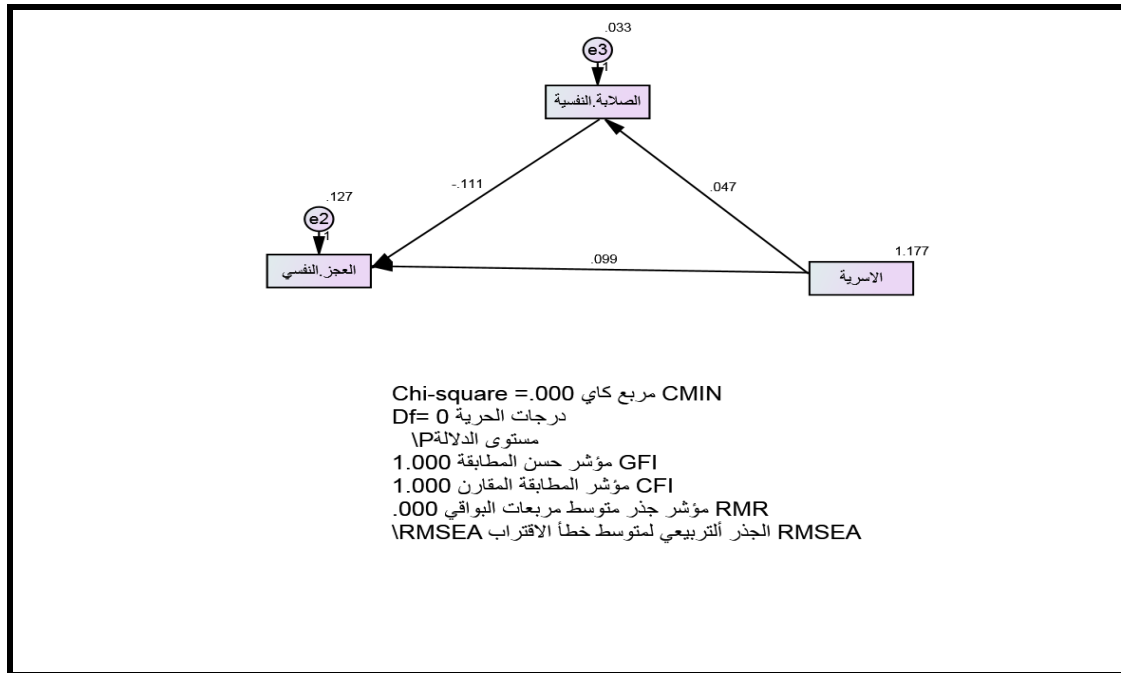 .033
e3
1
الصلابة.النفسية
-.111
.047
.127
e2
1
العجز.النفسي
.099
1.177
الاسرية
Chi-square =.000 مربع كاي CMIN
Df= 0 درجات الحرية
مستوى الدلالةP\
1.000 مؤشر حسن المطابقة GFI
1.000 مؤشر المطابقة المقارن CFI
.000 مؤشر جذر متوسط مربعات البواقي RMR
\RMSEA الجذر ألتربيعي لمتوسط خطأ الاقتراب RMSEA